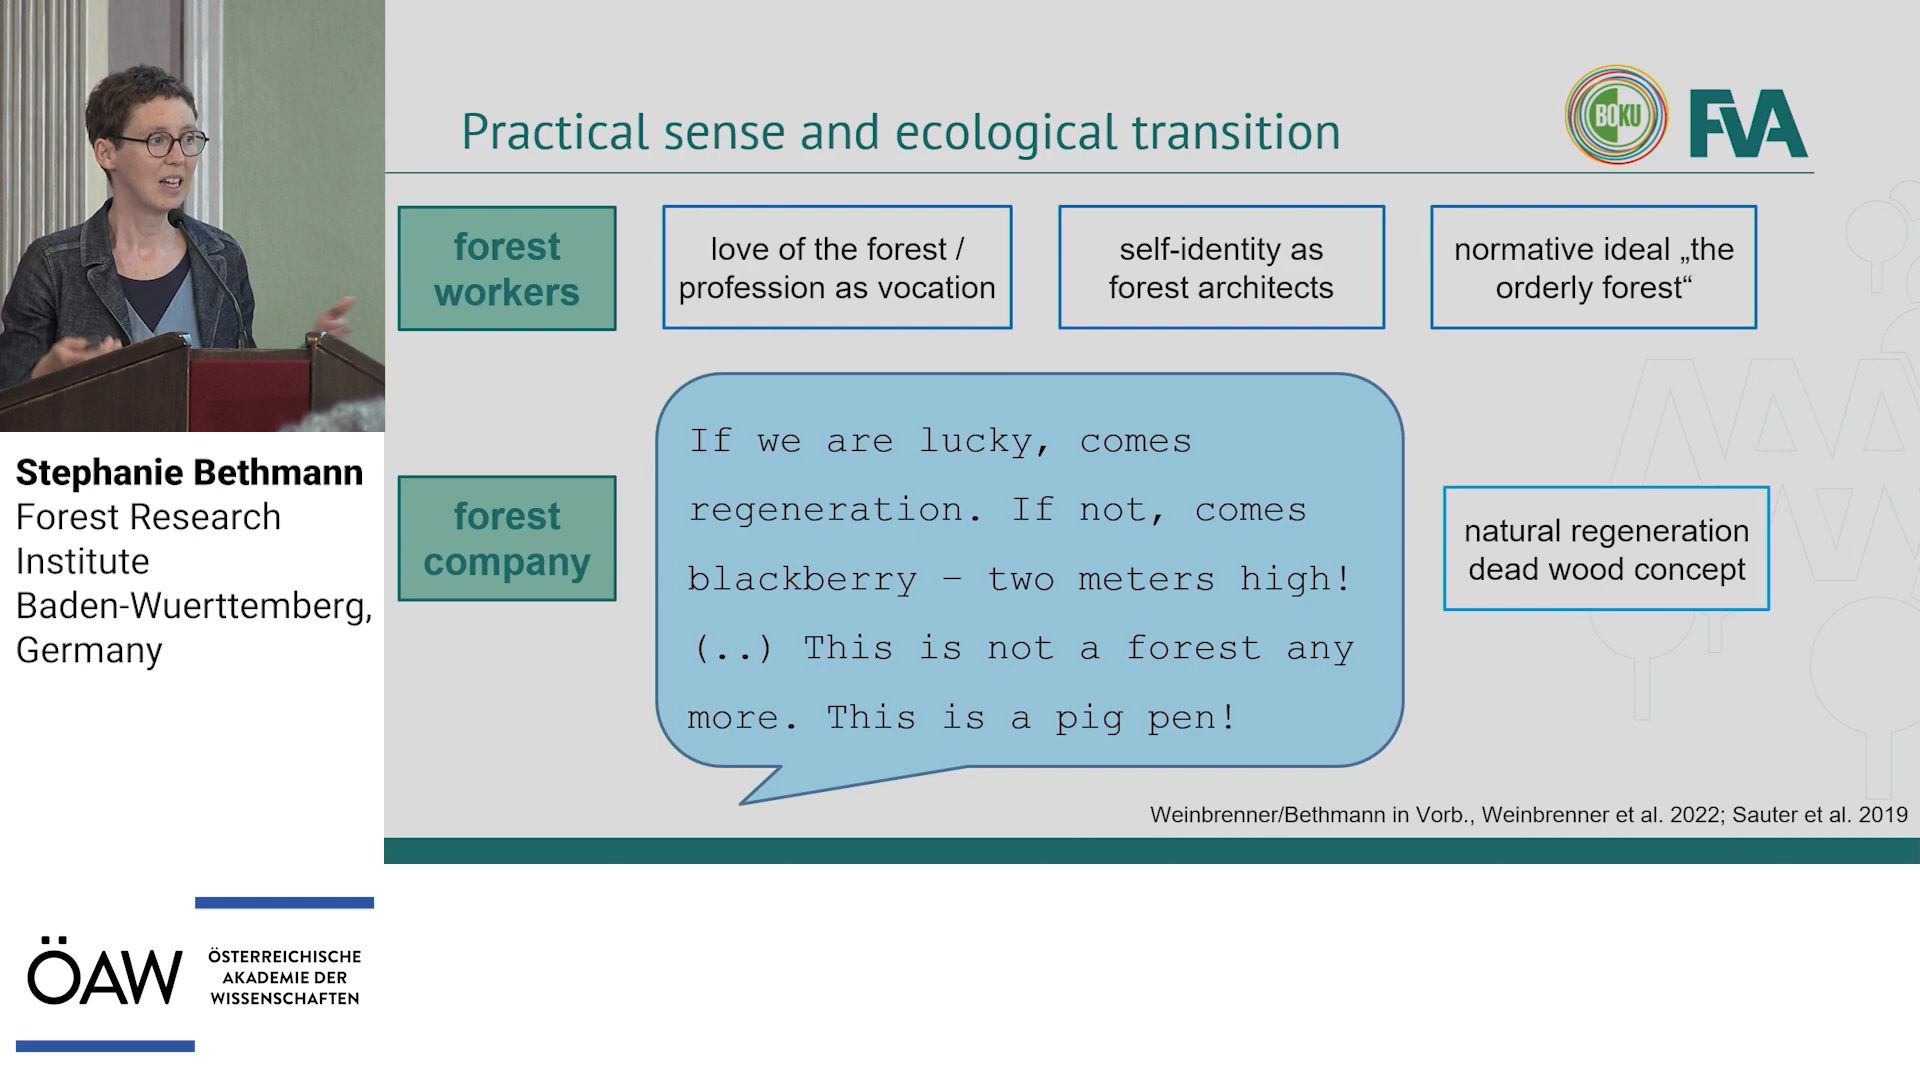 Practical sense and ecological transition
BOKU
FVA
forest
workers
love of the forest /
profession as vocation
self-identity as
forest architects
normative ideal „the
orderly forest“
forest
company
If we are lucky, comes
regeneration. If not, comes
blackberry – two meters high!
(..) This is not a forest any
more. This is a pig pen!
natural regeneration
dead wood concept
Weinbrenner/Bethmann in Vorb., Weinbrenner et al. 2022; Sauter et al. 2019
Stephanie Bethmann
Forest Research
Institute
Baden-Wuerttemberg,
Germany
ÖAW
ÖSTERREICHISCHE
AKADEMIE DER
WISSENSCHAFTEN